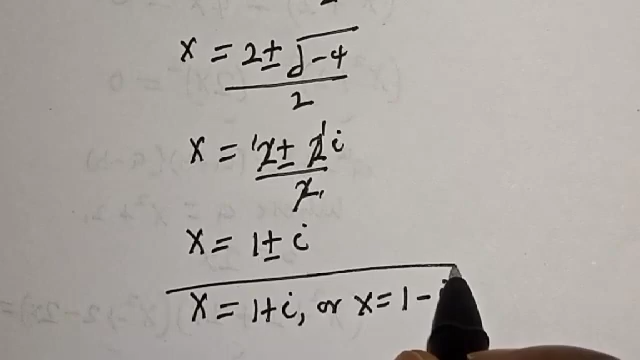 x = 2 ± √-4 / 2
x = 2 ± 2i / 2
x = 1 ± i
x = 1+i, or x = 1 -